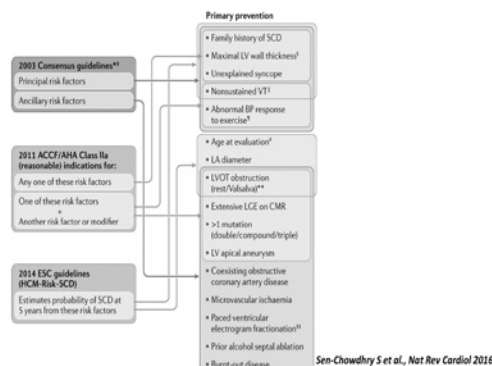 Primary prevention
2003 Consensus guidelines*‡
Principal risk factors
Ancillary risk factors
2011 ACCF/AHA Class IIa
(reasonable) indications for:
Any one of these risk factors
One of these risk factors
+
Another risk factor or modifier
2014 ESC guidelines
(HCM-Risk-SCD)
Estimates probability of SCD at
5 years from these risk factors
• Family history of SCD
• Maximal LV wall thickness§
• Unexplained syncope
• Nonsustained VT||
• Abnormal BP response
to exercise¶
• Age at evaluation#
• LA diameter
• LVOT obstruction
(rest/Valsalva)**
• Extensive LGE on CMR
• >1 mutation
(double/compound/triple)
• LV apical aneurysm
• Coexisting obstructive
coronary artery disease
• Microvascular ischaemia
• Paced ventricular
electrogram fractionation
• Prior alcohol septal ablation
• Burnt-out disease
Sen-Chowdhry S et al., Nat Rev Cardiol 2016